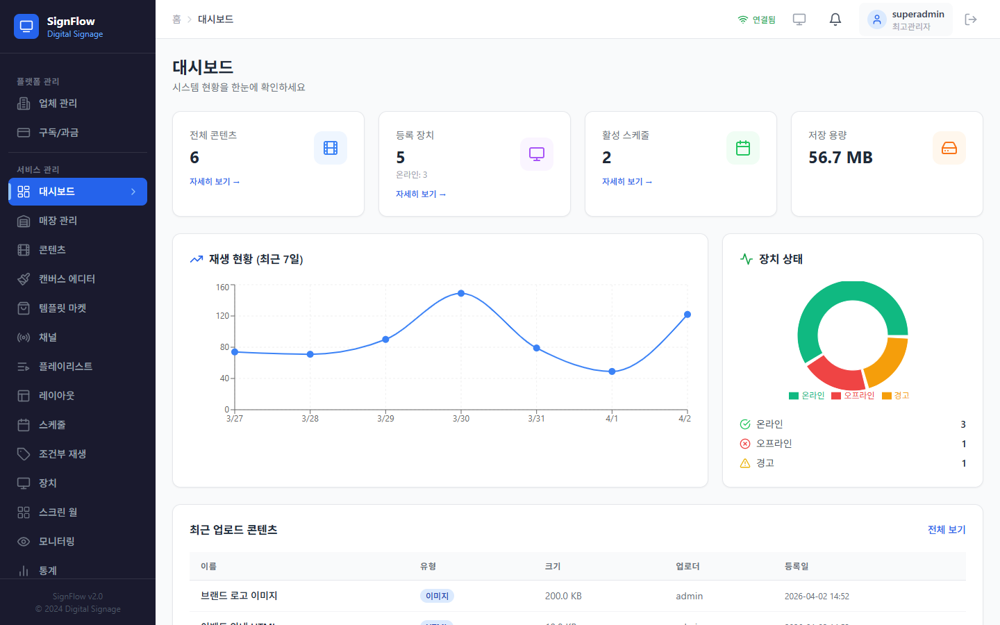 SignFlow
Digital Signage
플랫폼 관리
업체 관리
구독/과금
서비스 관리
대시보드
매장 관리
콘텐츠
캔버스 에디터
템플릿 마켓
채널
플레이리스트
레이아웃
스케줄
조건부 재생
장치
스크린 월
모니터링
통계
SignFlow v2.0
© 2024 Digital Signage
홈 > 대시보드
연결됨
superadmin
최고관리자
대시보드
시스템 현황을 한눈에 확인하세요
전체 콘텐츠
6
자세히 보기 →
등록 장치
5
온라인: 3
자세히 보기 →
활성 스케줄
2
자세히 보기 →
저장 용량
56.7 MB
재생 현황 (최근 7일)
160
120
80
40
0
3/27 3/28 3/29 3/30 3/31 4/1 4/2
장치 상태
온라인 오프라인 경고
온라인 3
오프라인 1
경고 1
최근 업로드 콘텐츠
전체 보기
이름 유형 크기 업로더 등록일
브랜드 로고 이미지 이미지 200.0 KB admin 2026-04-02 14:52